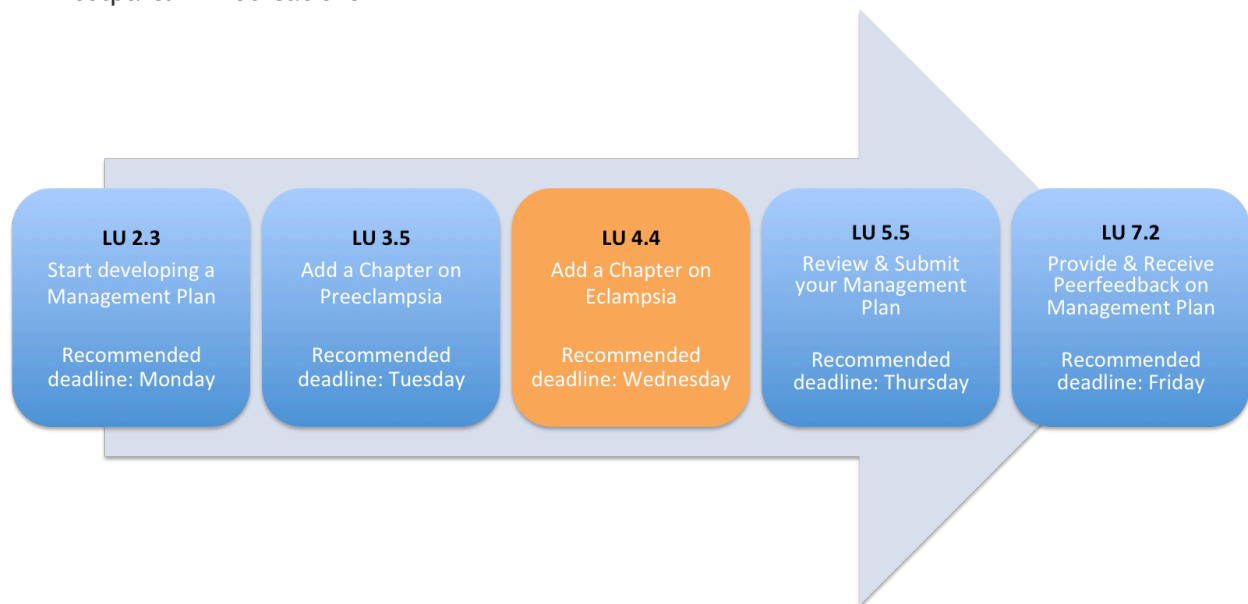 LU 2.3
Start developing a
Management Plan
Recommended
deadline: Monday
LU 3.5
Add a Chapter on
Preeclampsia
Recommended
deadline: Tuesday
LU 4.4
Add a Chapter on
Eclampsia
Recommended
deadline: Wednesday
LU 5.5
Review & Submit
your Management
Plan
Recommended
deadline: Thursday
LU 7.2
Provide & Receive
Peerfeedback on
Management Plan
Recommended
deadline: Friday